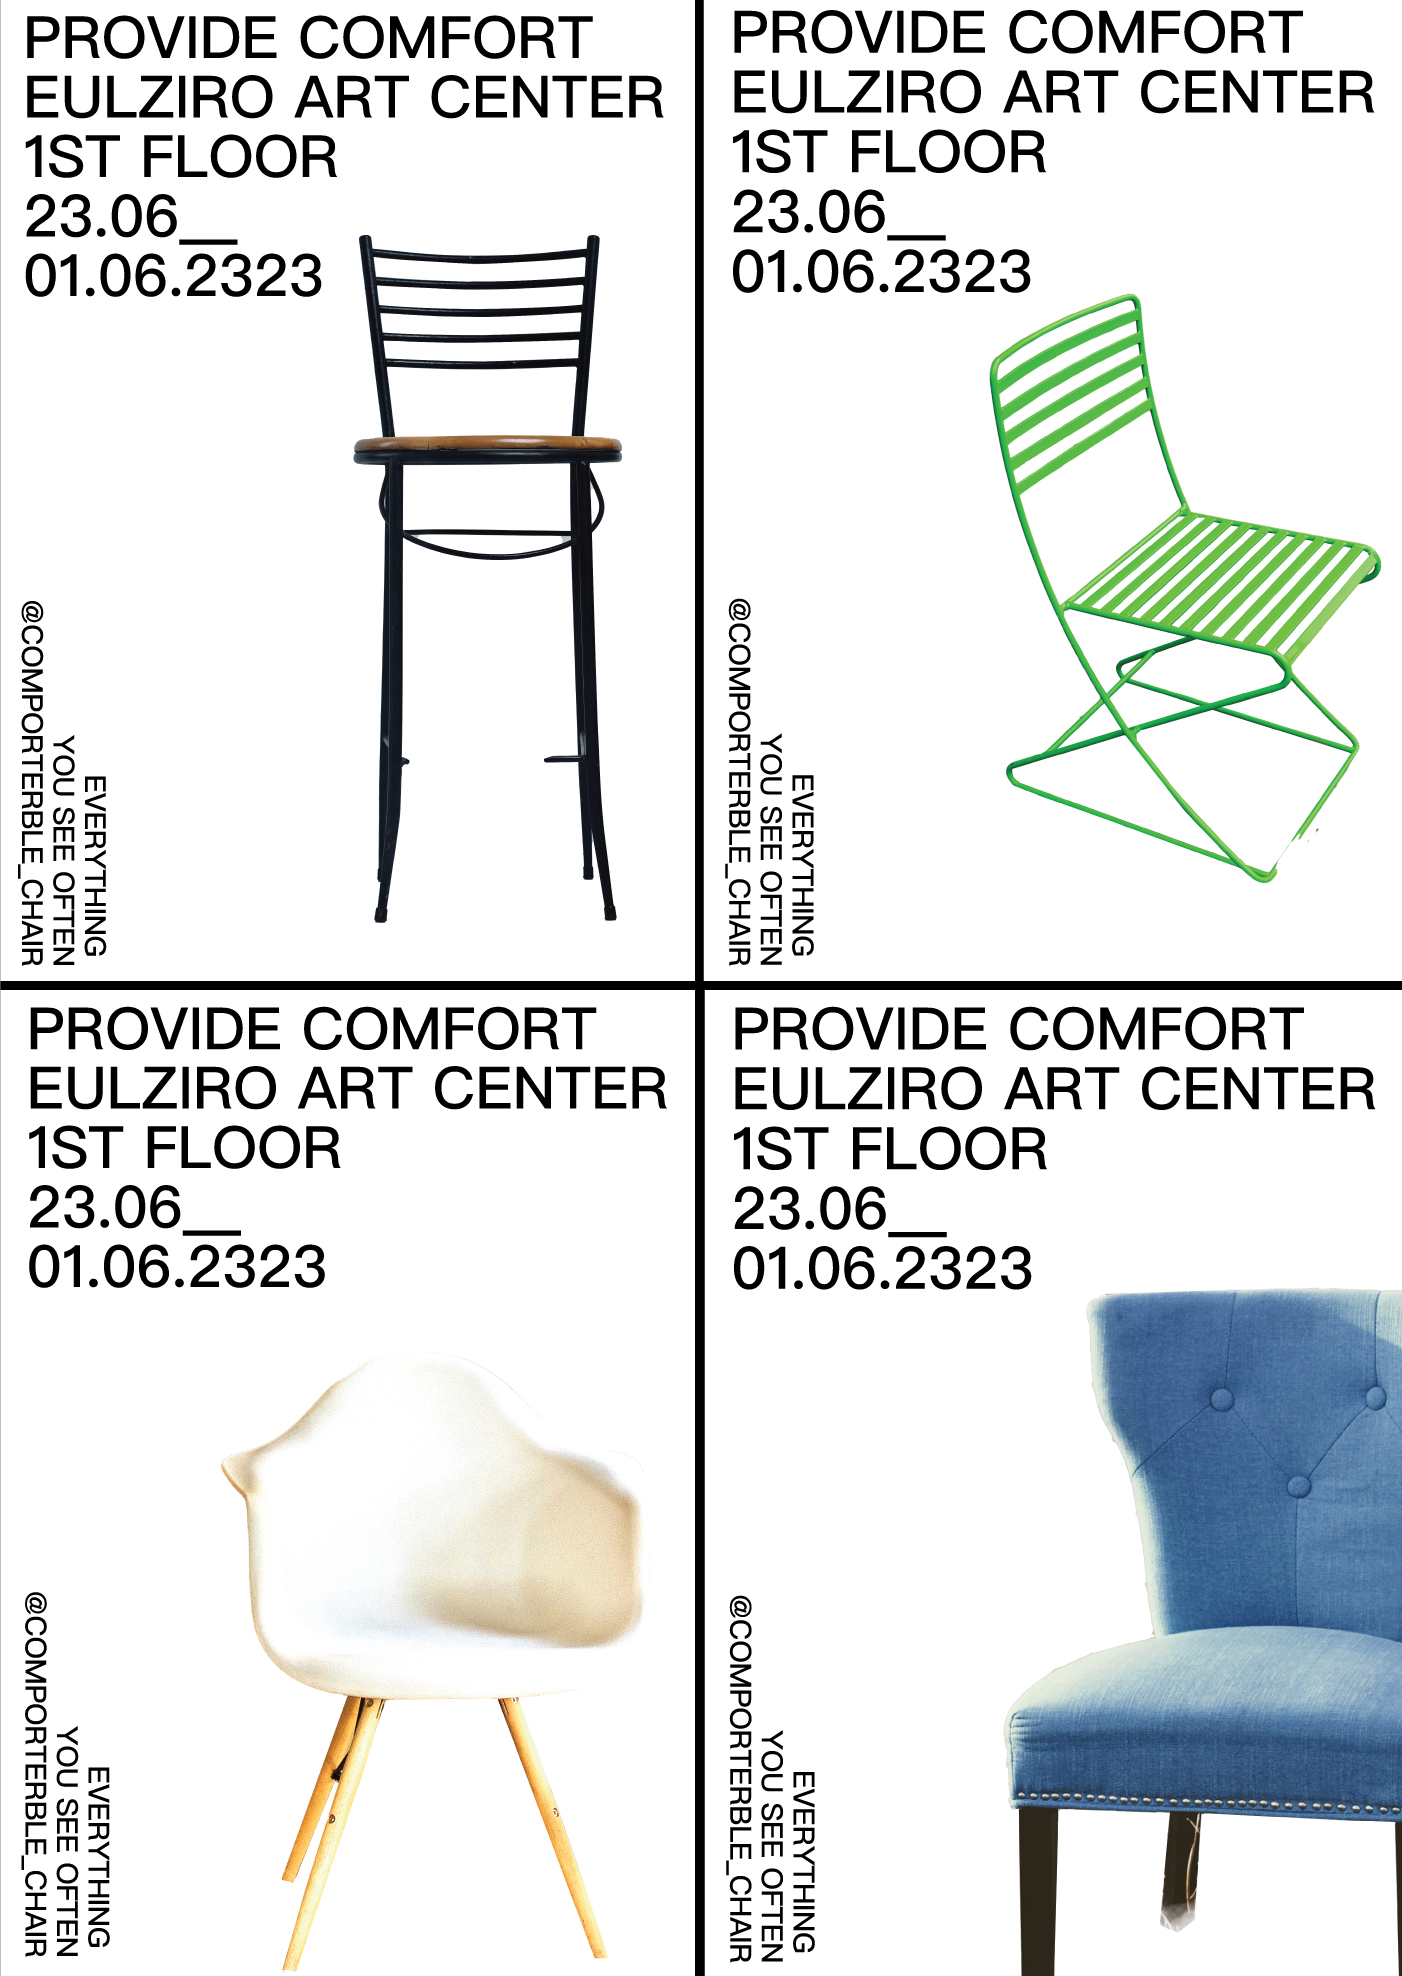 PROVIDE COMFORT
EULZIRO ART CENTER
1ST FLOOR
23.06__
01.06.2323
EVERYTHING
YOU SEE OFTEN
@COMPORTERBLE_CHAIR
PROVIDE COMFORT
EULZIRO ART CENTER
1ST FLOOR
23.06__
01.06.2323
EVERYTHING
YOU SEE OFTEN
@COMPORTERBLE_CHAIR
PROVIDE COMFORT
EULZIRO ART CENTER
1ST FLOOR
23.06__
01.06.2323
EVERYTHING
YOU SEE OFTEN
@COMPORTERBLE_CHAIR
PROVIDE COMFORT
EULZIRO ART CENTER
1ST FLOOR
23.06__
01.06.2323
EVERYTHING
YOU SEE OFTEN
@COMPORTERBLE_CHAIR